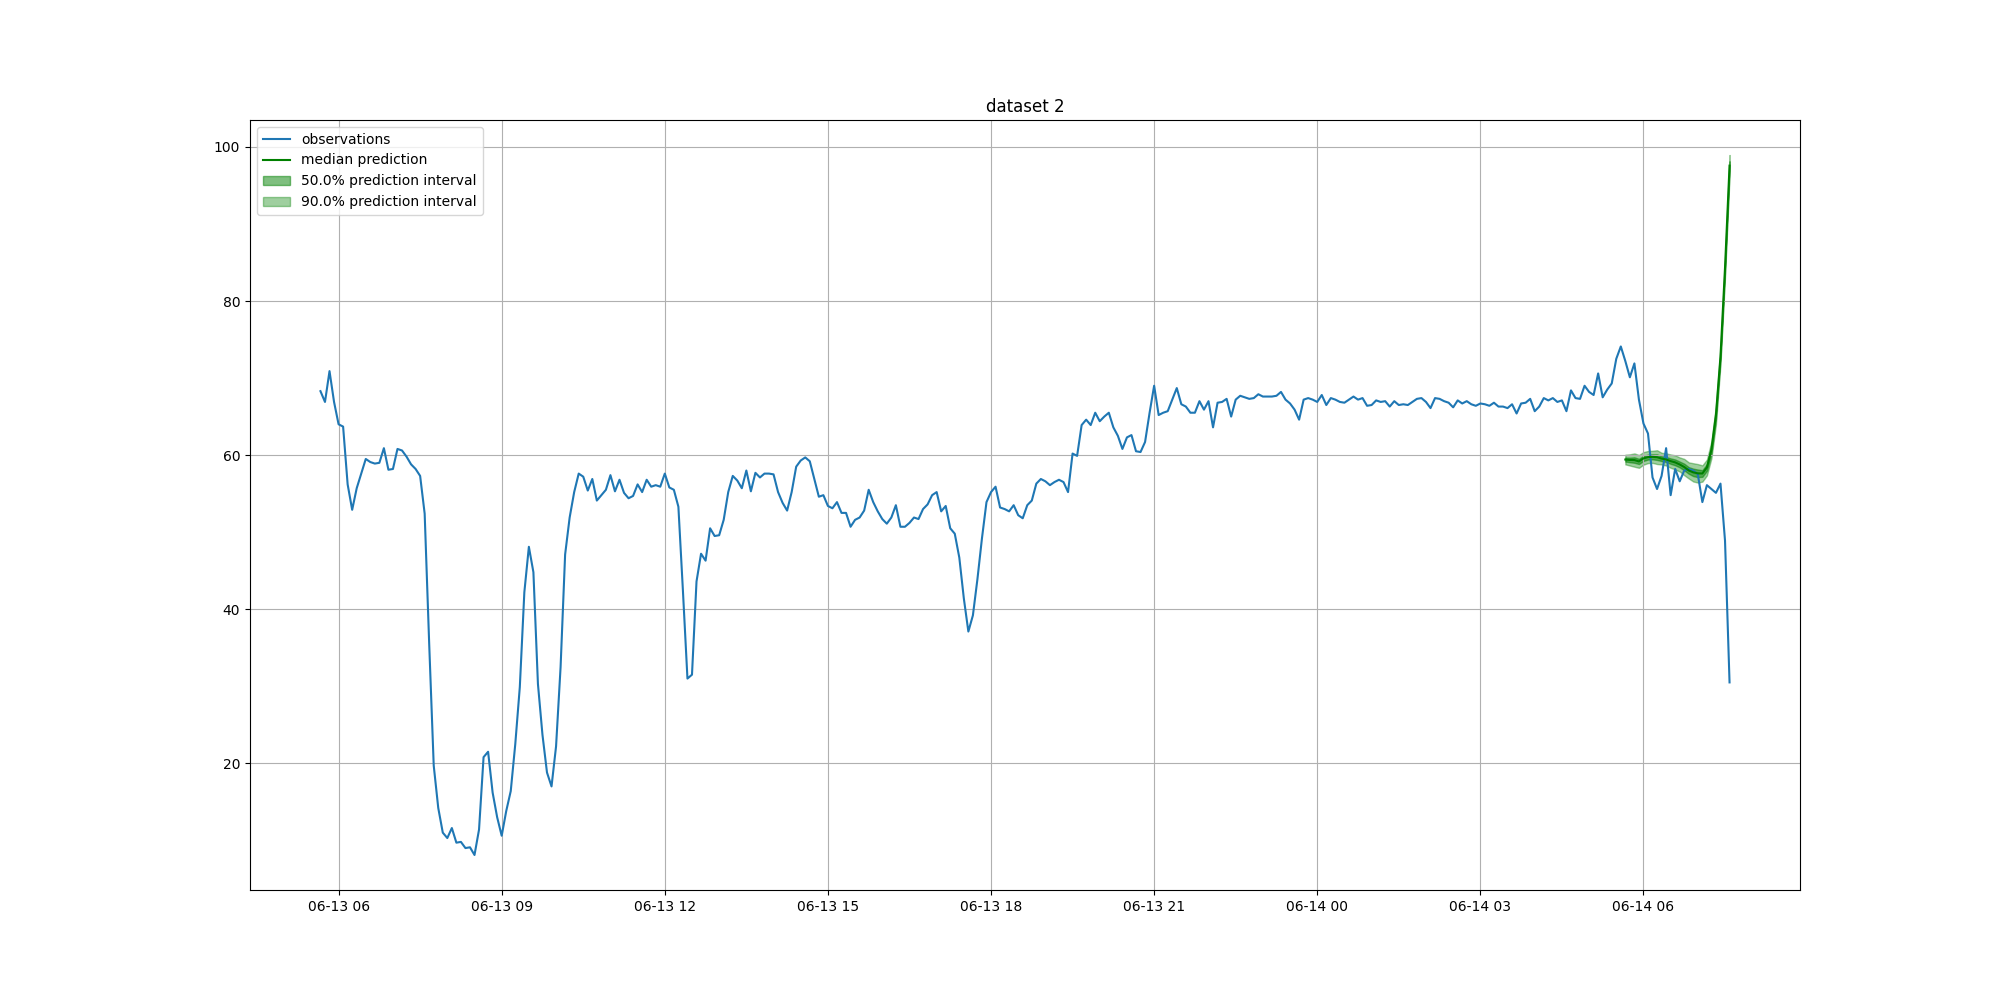 dataset 2
observations
median prediction
50.0% prediction interval
90.0% prediction interval
100
80
60
40
20
06-13 06
06-13 09
06-13 12
06-13 15
06-13 18
06-13 21
06-14 00
06-14 03
06-14 06